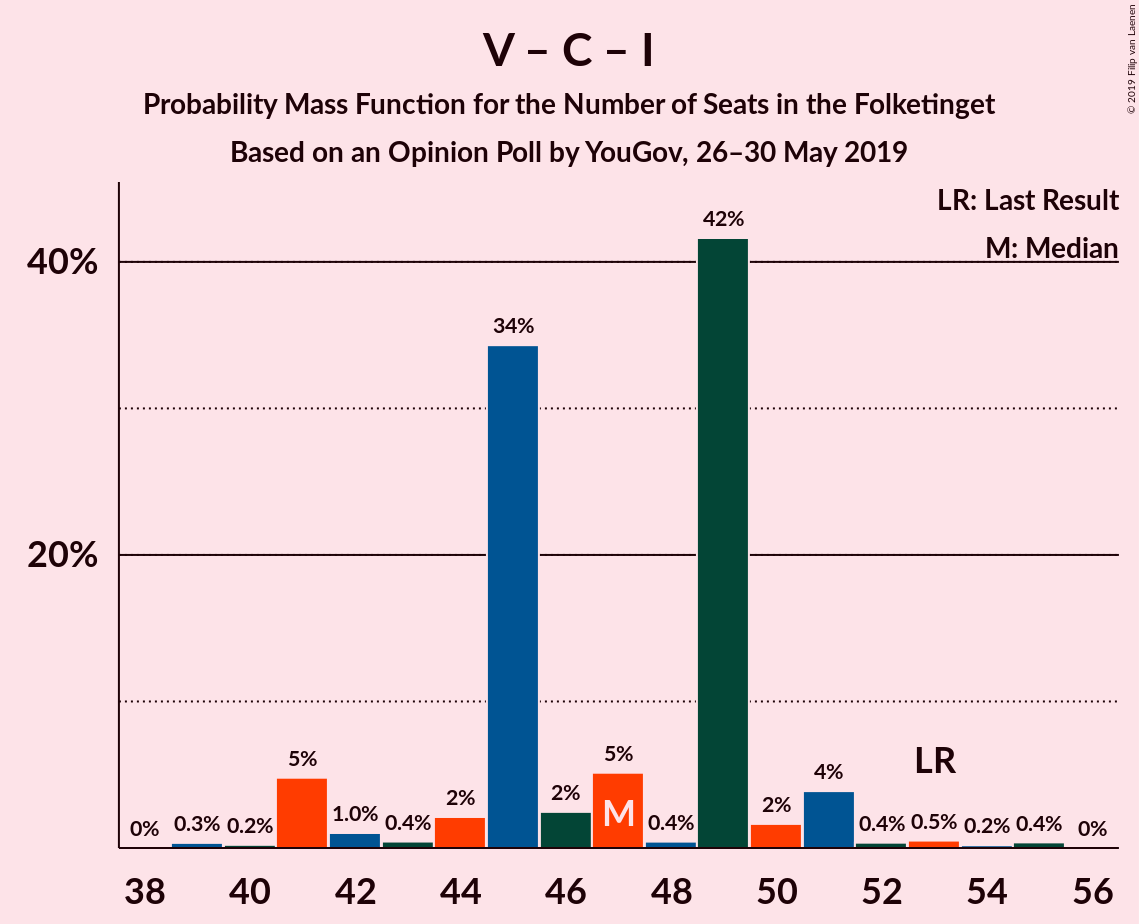 V – C – I
Probability Mass Function for the Number of Seats in the Folketinget
Based on an Opinion Poll by YouGov, 26–30 May 2019
© 2019 Filip van Laenen
LR: Last Result
M: Median
40%
20%
0%
0.3%
0.2%
5%
1.0%
0.4%
2%
34%
2%
5%
0.4%
42%
2%
4%
0.4%
0.5%
0.2%
0.4%
0%
M
LR
38 40 42 44 46 48 50 52 54 56